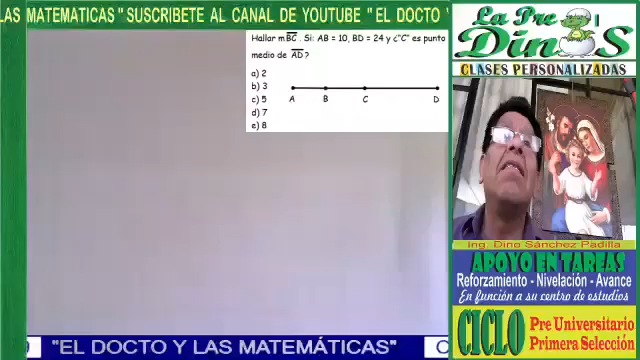 LAS MATEMATICAS" SUSCRIBETE AL CANAL DE YOUTUBE "EL DOCTO Y
La Pre
DinoS
CLASES PERSONALIZADAS
Hallar m BC . Si: AB = 10, BD = 24 y ¿"C" es punto
medio de AD?
a) 2
b) 3
c) 5
d) 7
e) 8
A B C D
Ing. Dino Sánchez Padilla
APOYO EN TAREAS
Reforzamiento - Nivelación - Avance
En función a su centro de estudios
CICLO
Pre Universitario
Primera Selección
"EL DOCTO Y LAS MATEMÁTICAS"